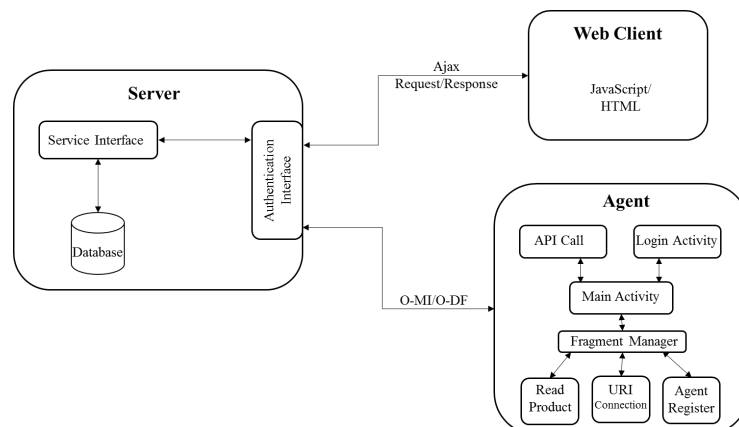 Web Client
JavaScript/
HTML
Ajax
Request/Response
Server
Service Interface
Authentication
Interface
Database
Agent
API Call
Login Activity
Main Activity
O-MI/O-DF
Fragment Manager
Read
Product
URI
Connection
Agent
Register